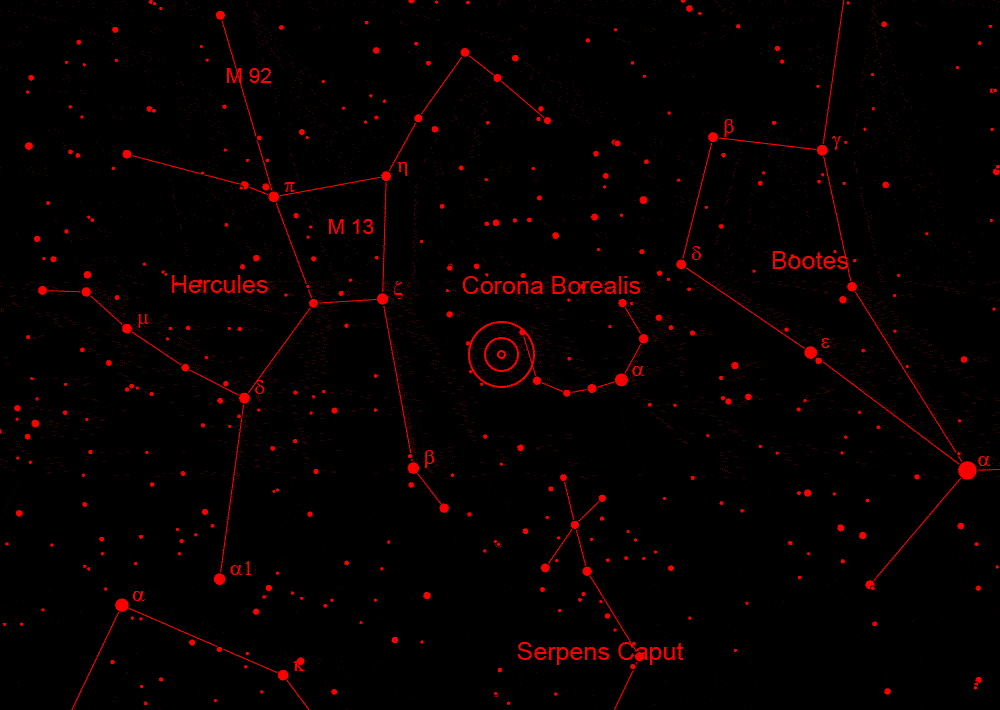 M 92
β
γ
η
π
M 13
δ
Bootes
Hercules
Corona Borealis
ζ
μ
ε
α
δ
β
α
α1
α
Serpens Caput
κ